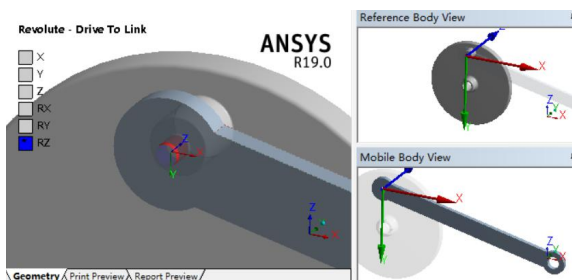 Revolute - Drive To Link
X
Y
Z
RX
RY
RZ
ANSYS
R19.0
Z
X
Y
Z
X
Geometry / Print Preview / Report Preview /
Reference Body View
X
Y
Z
X
Mobile Body View
X
Y
Z
X